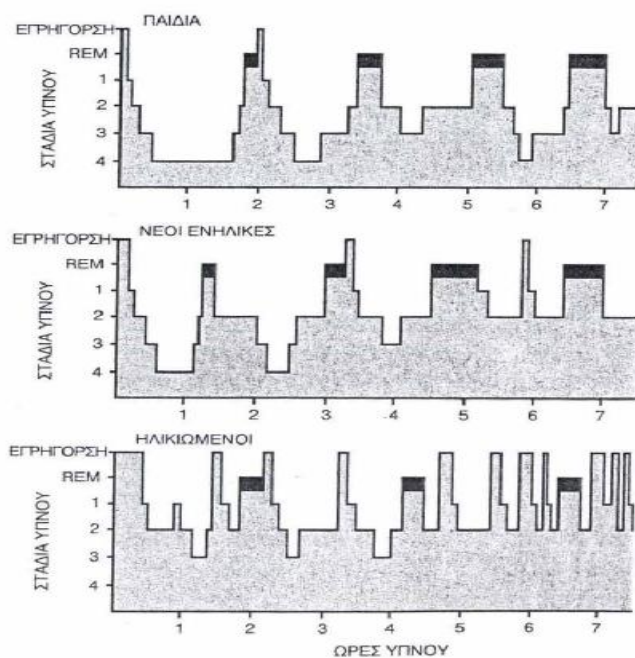 ΠΑΙΔΙΑ
ΕΓΡΗΓΟΡΣΗ
REM
1
2
3
4
ΣΤΑΔΙΑ ΥΠΝΟΥ
1 2 3 4 5 6 7
ΝΕΟΙ ΕΝΗΛΙΚΕΣ
ΕΓΡΗΓΟΡΣΗ
REM
1
2
3
4
ΣΤΑΔΙΑ ΥΠΝΟΥ
1 2 3 4 5 6 7
ΗΛΙΚΙΩΜΕΝΟΙ
ΕΓΡΗΓΟΡΣΗ
REM
1
2
3
4
ΣΤΑΔΙΑ ΥΠΝΟΥ
1 2 3 4 5 6 7
ΩΡΕΣ ΥΠΝΟΥ